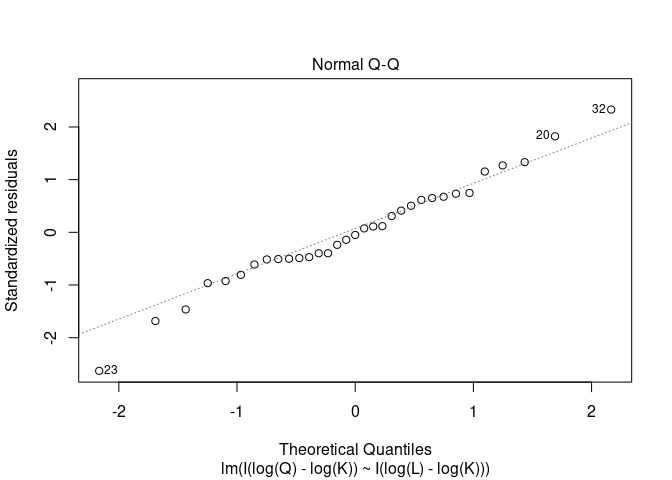 Normal Q-Q
Standardized residuals
2
1
0
-1
-2
32
20
23
-2 -1 0 1 2
Theoretical Quantiles
lm(I(log(Q) - log(K)) ~ I(log(L) - log(K)))